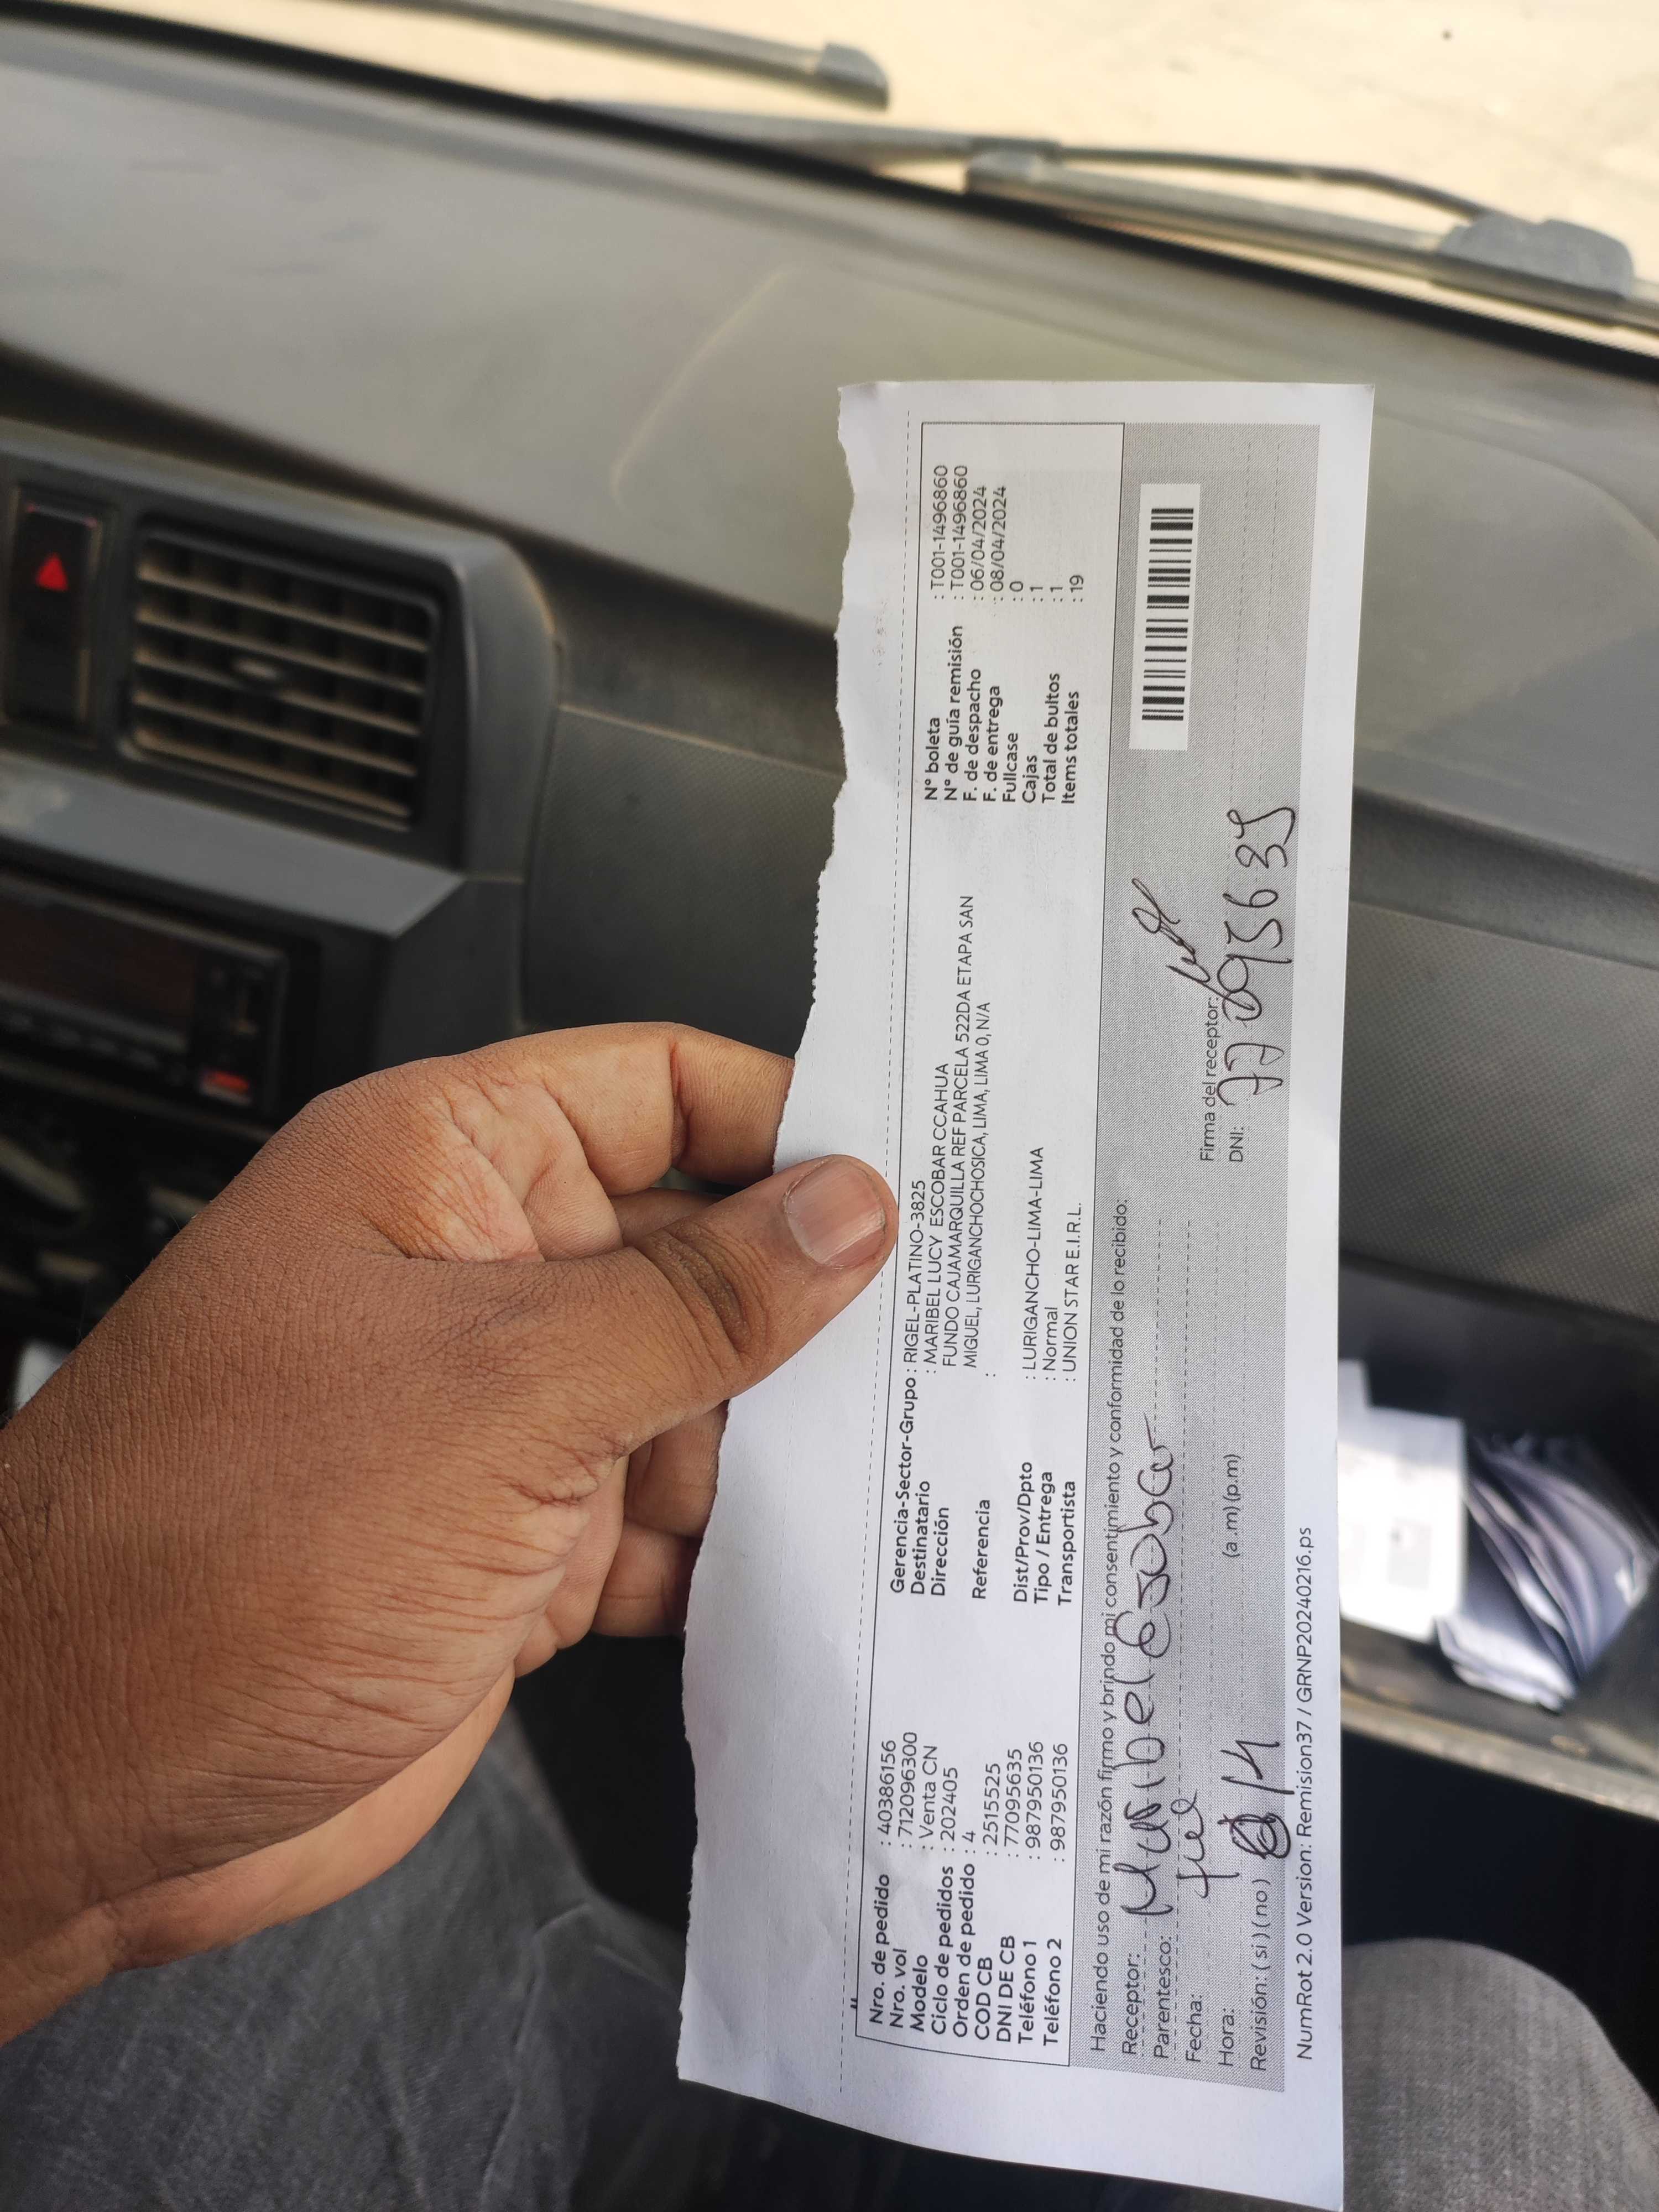 Nro. de pedido : 40386156
Nro. vol : 712096300
Modelo : Venta CN
Ciclo de pedidos : 202405
Orden de pedido : 4
COD CB : 2515525
DNI DE CB : 77095635
Teléfono 1 : 987950136
Teléfono 2 : 987950136
Gerencia-Sector-Grupo : RIGEL-PLATINO-3825
Destinatario : MARIBEL LUCY ESCOBAR CCAHUA
Dirección FUNDO CAJAMARQUILLA REF PARCELA 522DA ETAPA SAN
MIGUEL, LURIGANCHOCHOSICA, LIMA, LIMA 0, N/A
Referencia :
Dist/Prov/Dpto : LURIGANCHO-LIMA-LIMA
Tipo / Entrega : Normal
Transportista : UNION STAR E.I.R.L.
N° boleta : T001-1496860
N° de guía remisión : T001-1496860
F. de despacho : 06/04/2024
F. de entrega : 08/04/2024
Fullcase : 0
Cajas : 1
Total de bultos : 1
Items totales : 19
Haciendo uso de mi razón firmo y brindo mi consentimiento y conformidad de lo recibido:
Receptor: Maribel Escobar
Parentesco:
Fecha:
Hora: (a.m) (p.m)
Revisión: ( si ) ( no ) 14
Firma del receptor:
DNI: 77095635
NumRot 2.0 Version: Remision37 / GRNP20240216.ps